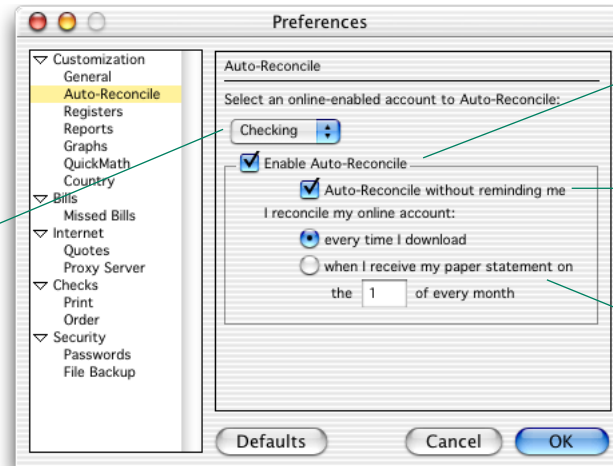 Preferences
Customization
General
Auto-Reconcile
Registers
Reports
Graphs
QuickMath
Country
Bills
Missed Bills
Internet
Quotes
Proxy Server
Checks
Print
Order
Security
Passwords
File Backup
Auto-Reconcile
Select an online-enabled account to Auto-Reconcile:
Checking
Enable Auto-Reconcile
Auto-Reconcile without reminding me
I reconcile my online account:
every time I download
when I receive my paper statement on
the 1 of every month
Defaults
Cancel
OK